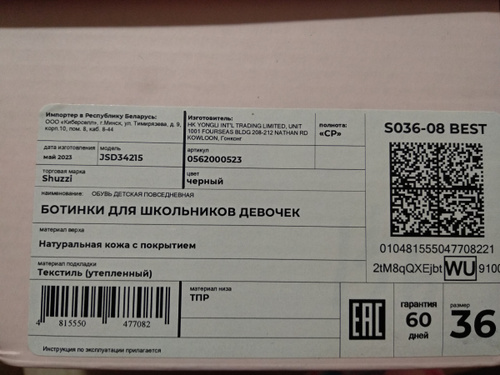 Импортер в Республику Беларусь:
ООО «Киберселл», г.Минск, ул. Тимирязева, д. 9,
корп.10, пом. 8, каб. 8-44
Изготовитель:
HK YONGLI INT'L TRADING LIMITED, UNIT
1001 FOURSEAS BLDG 208-212 NATHAN RD
KOWLOON, Гонконг
полнота:
«СР»
S036-08 BEST
дата изготовления
май 2023
модель
JSD34215
артикул
0562000523
торговая марка
Shuzzi
цвет
черный
наименование: ОБУВЬ ДЕТСКАЯ ПОВСЕДНЕВНАЯ
БОТИНКИ ДЛЯ ШКОЛЬНИКОВ ДЕВОЧЕК
материал верха
Натуральная кожа с покрытием
010481555047708221
2tM8qQXEjbt WU 9100
материал подкладки
Текстиль (утепленный)
материал низа
ТПР
4 815550 477082
EAC
гарантия
60
дней
размер
36
Инструкция по эксплуатации прилагается